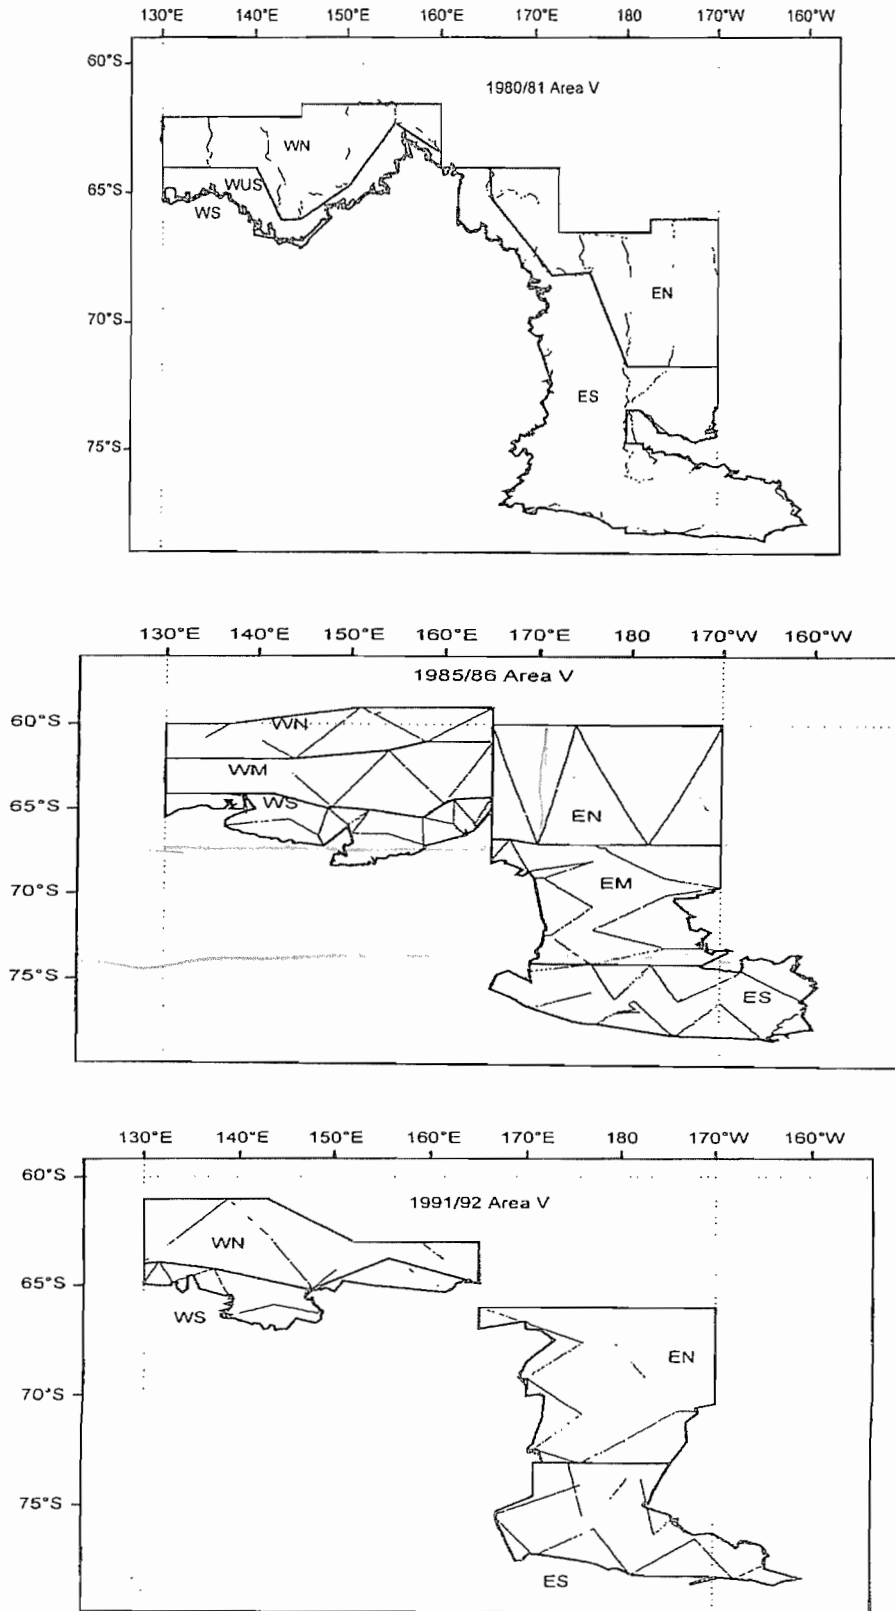 130°E 140°E 150°E 160°E 170°E 180 170°W 160°W
60°S
1980/81 Area V
WN
WUS
65°S
WS
EN
70°S
ES
75°S
130°E 140°E 150°E 160°E 170°E 180 170°W 160°W
1985/86 Area V
60°S
WN
WM
65°S
WS
EN
EM
70°S
75°S
ES
130°E 140°E 150°E 160°E 170°E 180 170°W 160°W
60°S
1991/92 Area V
WN
65°S
WS
EN
70°S
75°S
ES